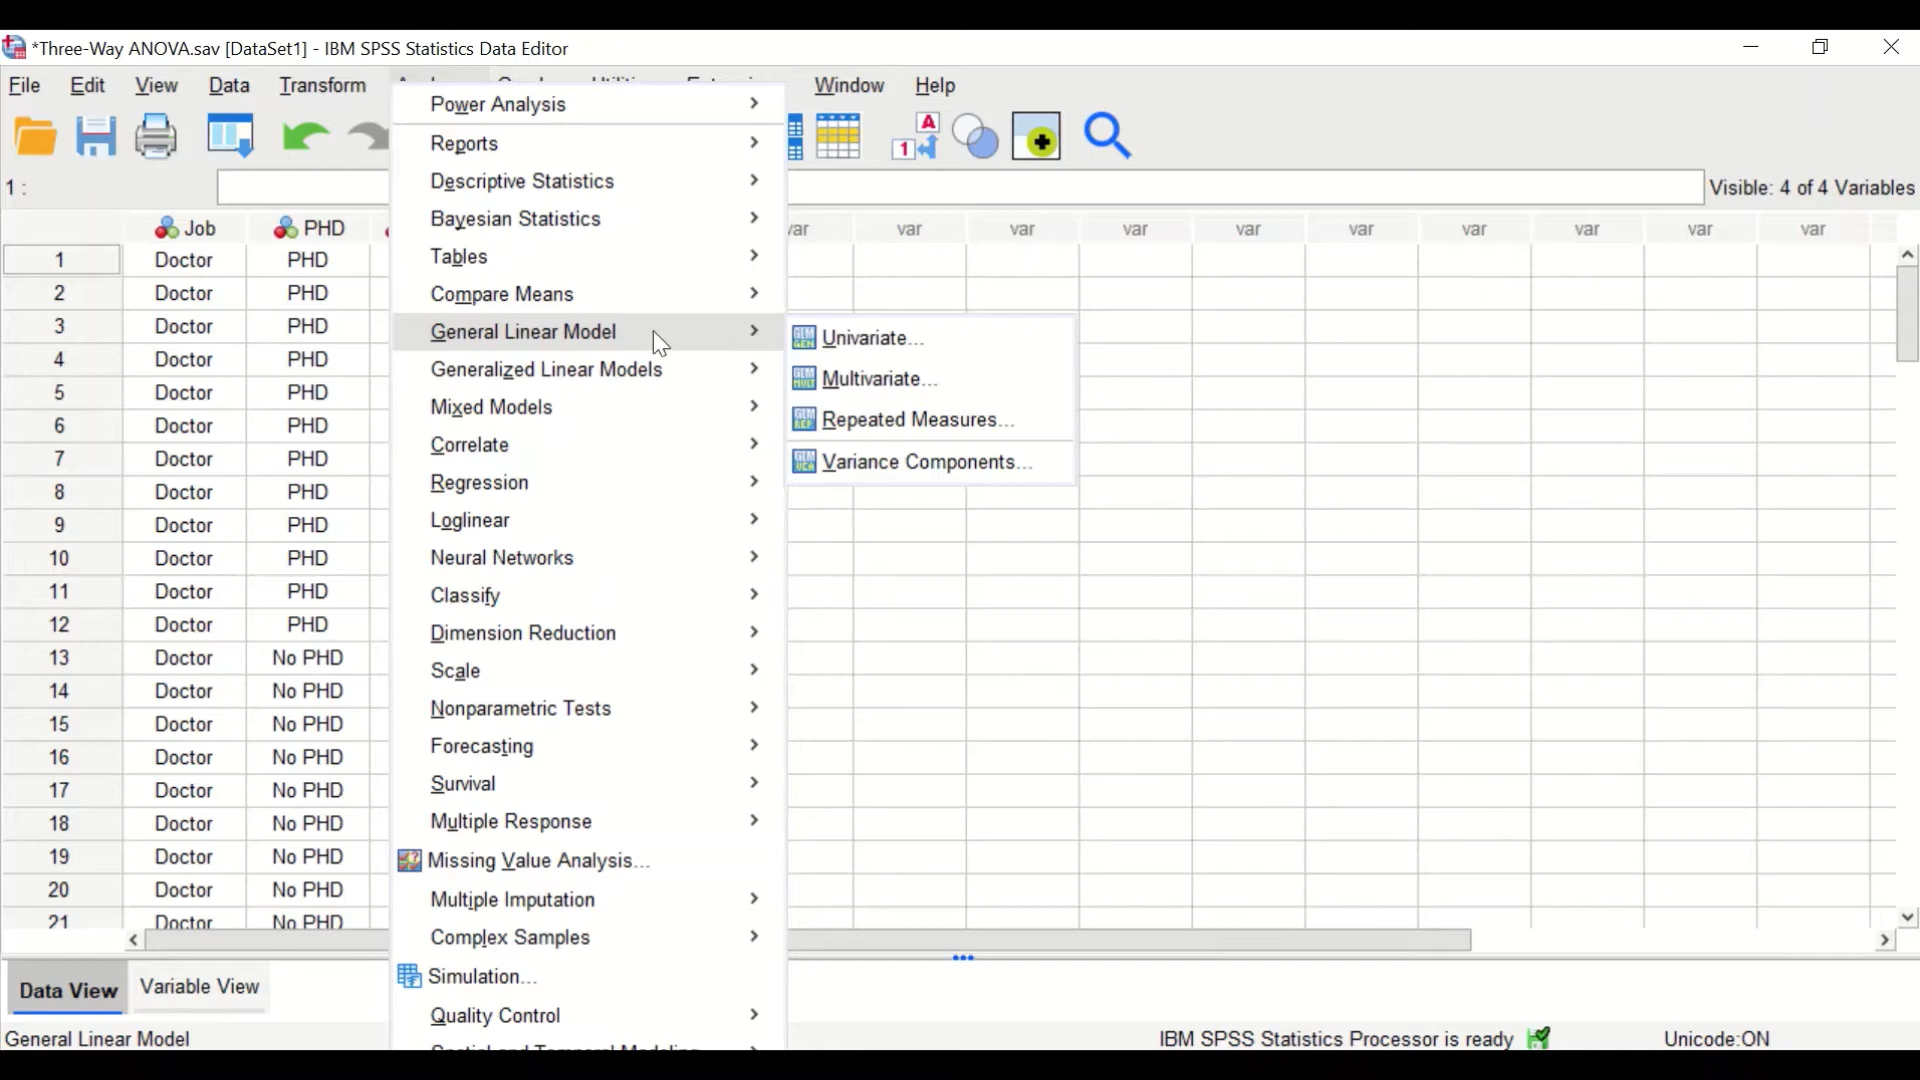 *Three-Way ANOVA.sav [DataSet1] - IBM SPSS Statistics Data Editor
File Edit View Data Transform Window Help
1 :
Visible: 4 of 4 Variables
Job PHD var var var var var var var var var
1 Doctor PHD
2 Doctor PHD
3 Doctor PHD
4 Doctor PHD
5 Doctor PHD
6 Doctor PHD
7 Doctor PHD
8 Doctor PHD
9 Doctor PHD
10 Doctor PHD
11 Doctor PHD
12 Doctor PHD
13 Doctor No PHD
14 Doctor No PHD
15 Doctor No PHD
16 Doctor No PHD
17 Doctor No PHD
18 Doctor No PHD
19 Doctor No PHD
20 Doctor No PHD
21 Doctor No PHD
Power Analysis
Reports
Descriptive Statistics
Bayesian Statistics
Tables
Compare Means
General Linear Model
Generalized Linear Models
Mixed Models
Correlate
Regression
Loglinear
Neural Networks
Classify
Dimension Reduction
Scale
Nonparametric Tests
Forecasting
Survival
Multiple Response
Missing Value Analysis...
Multiple Imputation
Complex Samples
Simulation...
Quality Control
Univariate...
Multivariate...
Repeated Measures...
Variance Components...
Data View Variable View
General Linear Model
IBM SPSS Statistics Processor is ready
Unicode:ON